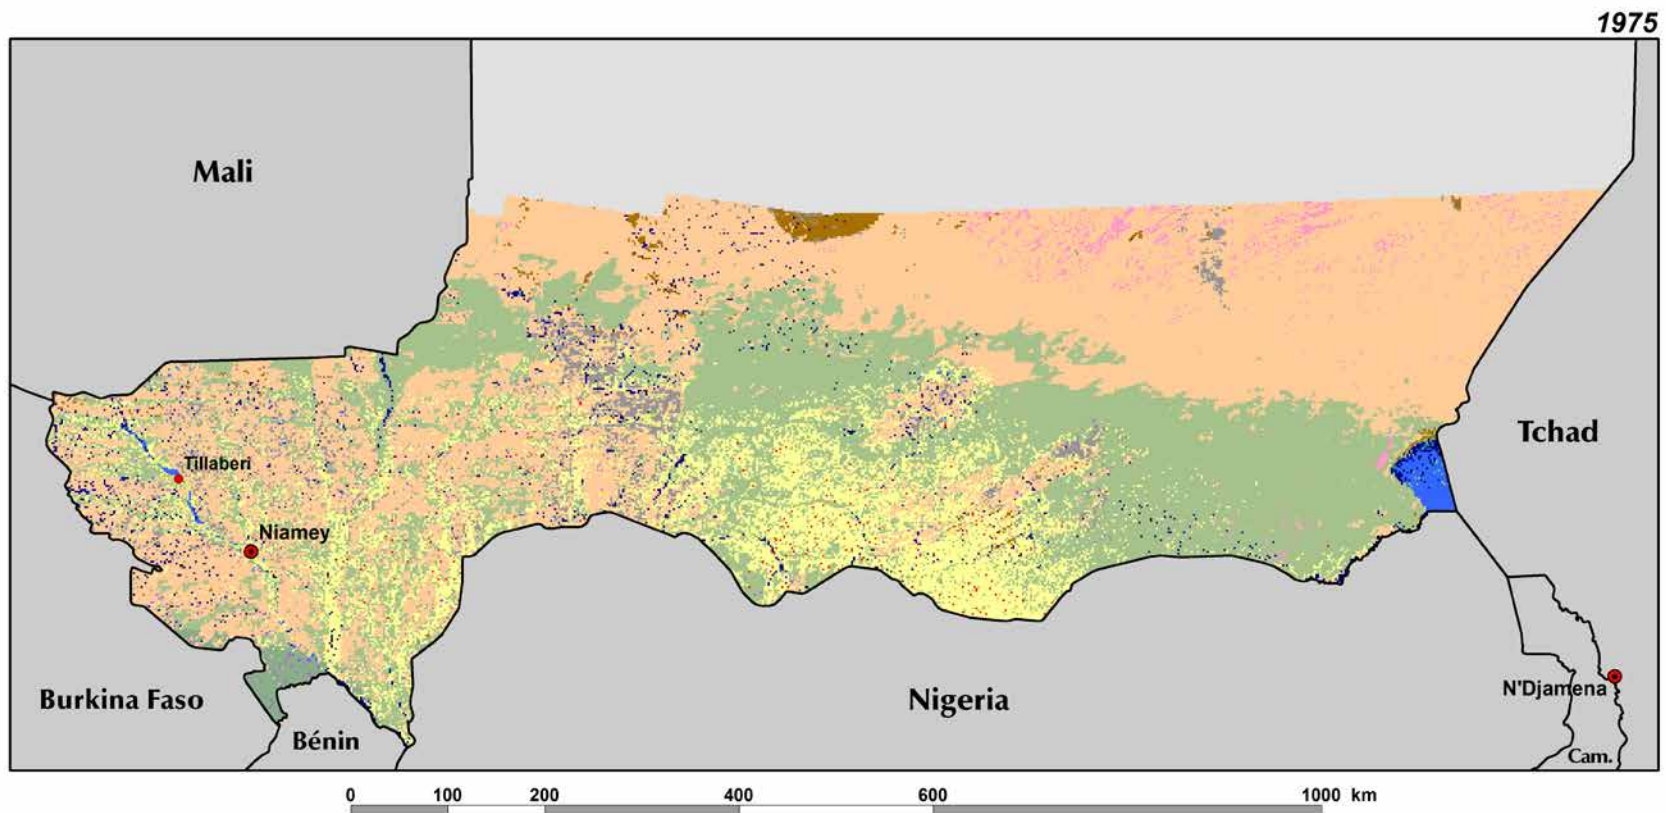 1975
Mali
Tchad
Tillaberi
Niamey
Burkina Faso
Nigeria
N'Djamena
Bénin
Cam.
0 100 200 400 600 1000 km